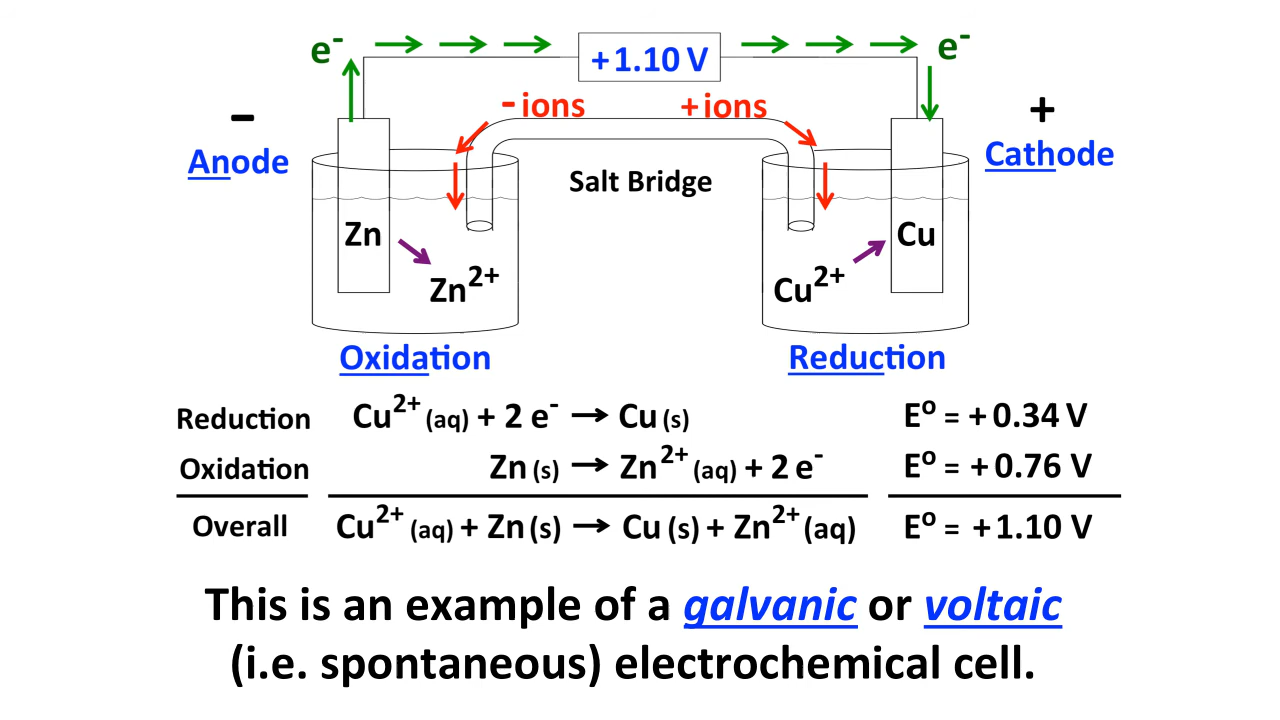 e⁻ +1.10 V e⁻
- ions + ions
− +
Anode Cathode
Salt Bridge
Zn Cu
Zn²⁺ Cu²⁺
Oxidation Reduction
Reduction Cu²⁺ (aq) + 2 e⁻ → Cu (s) Eº = +0.34 V
Oxidation Zn (s) → Zn²⁺ (aq) + 2 e⁻ Eº = +0.76 V
Overall Cu²⁺ (aq) + Zn (s) → Cu (s) + Zn²⁺ (aq) Eº = +1.10 V
This is an example of a galvanic or voltaic
(i.e. spontaneous) electrochemical cell.